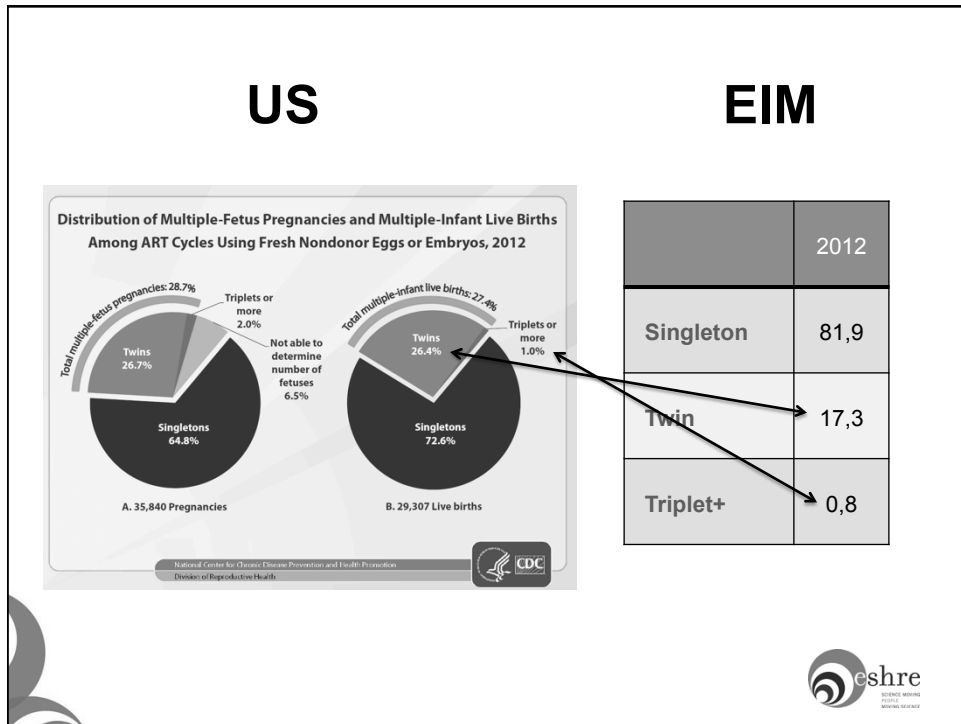 US
EIM
Distribution of Multiple-Fetus Pregnancies and Multiple-Infant Live Births
Among ART Cycles Using Fresh Nondonor Eggs or Embryos, 2012
Total multiple-fetus pregnancies: 28.7%
Triplets or
more
2.0%
Twins
26.7%
Not able to
determine
number of
fetuses
6.5%
Singletons
64.8%
A. 35,840 Pregnancies
Total multiple-infant live births: 27.4%
Triplets or
more
1.0%
Twins
26.4%
Singletons
72.6%
B. 29,307 Live births
National Center for Chronic Disease Prevention and Health Promotion
Division of Reproductive Health
CDC
2012
Singleton 81,9
Twin 17,3
Triplet+ 0,8
eshre
SCIENCE MOVING
PEOPLE
MOVING SCIENCE